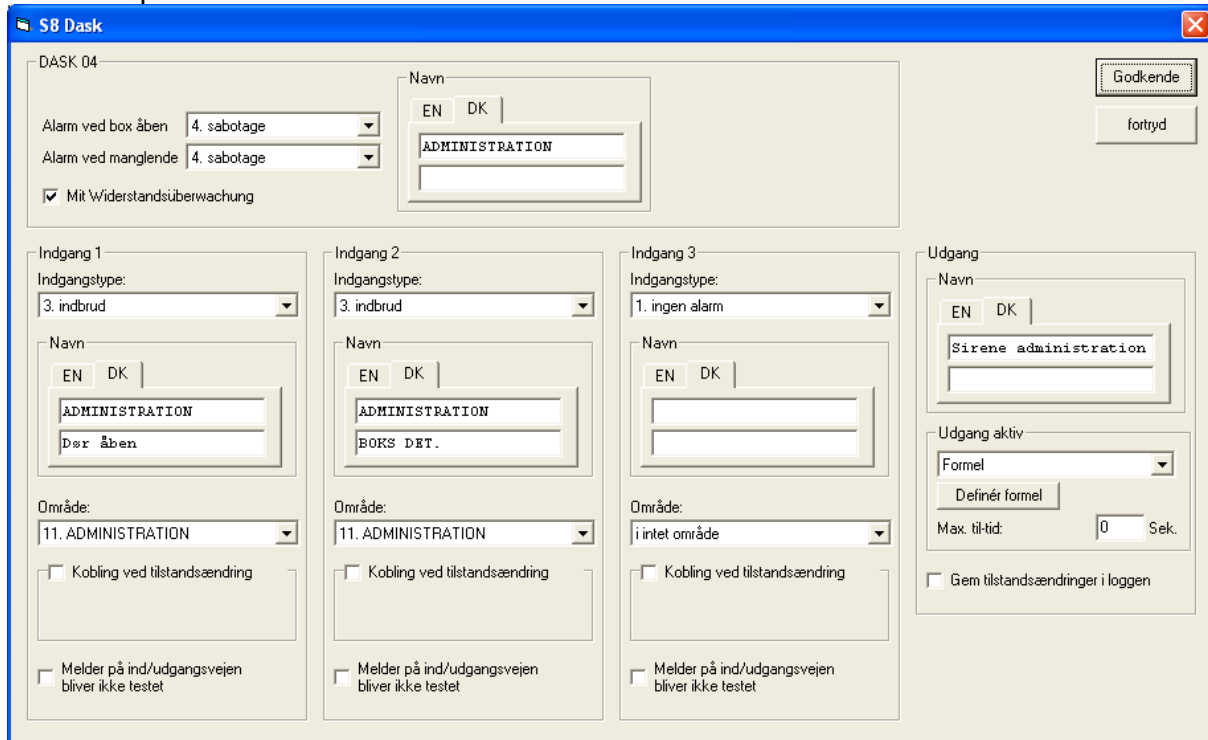 S8 Dask
DASK 04
Alarm ved box åben 4. sabotage
Alarm ved manglende 4. sabotage
Mit Widerstandsüberwachung
Navn
EN DK
ADMINISTRATION
Godkende
fortryd
Indgang 1
Indgangstype:
3. indbrud
Navn
EN DK
ADMINISTRATION
Dør åben
Område:
11. ADMINISTRATION
Kobling ved tilstandsændring
Melder på ind/udgangsvejen
bliver ikke testet
Indgang 2
Indgangstype:
3. indbrud
Navn
EN DK
ADMINISTRATION
BOKS DET.
Område:
11. ADMINISTRATION
Kobling ved tilstandsændring
Melder på ind/udgangsvejen
bliver ikke testet
Indgang 3
Indgangstype:
1. ingen alarm
Navn
EN DK
Område:
i intet område
Kobling ved tilstandsændring
Melder på ind/udgangsvejen
bliver ikke testet
Udgang
Navn
EN DK
Sirene administration
Udgang aktiv
Formel
Definér formel
Max. til-tid: 0 Sek.
Gem tilstandsændringer i loggen